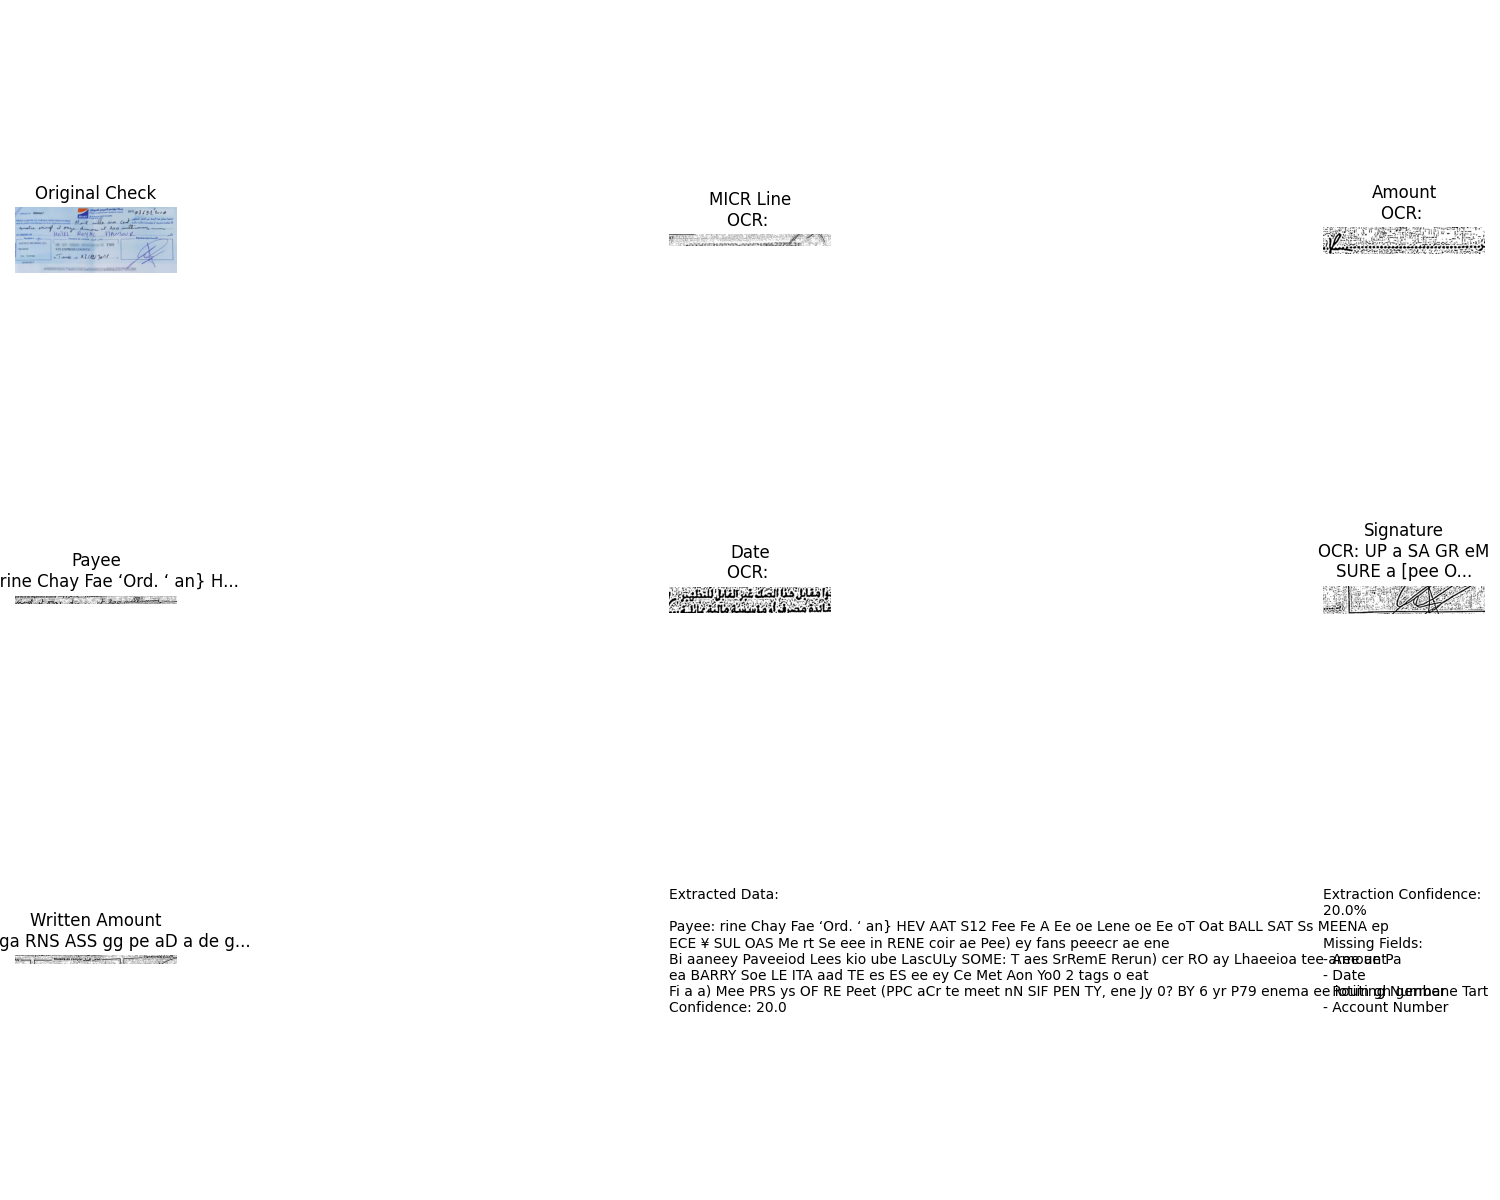 Original Check
MICR Line
OCR:
Amount
OCR:
Payee
rine Chay Fae ‘Ord. ‘ an} H...
Date
OCR:
Signature
OCR: UP a SA GR eM
SURE a [pee O...
Written Amount
ga RNS ASS gg pe aD a de g...
Extracted Data:
Payee: rine Chay Fae ‘Ord. ‘ an} HEV AAT S12 Fee Fe A Ee oe Lene oe Ee oT Oat BALL SAT Ss MEENA ep
ECE ¥ SUL OAS Me rt Se eee in RENE coir ae Pee) ey fans peeecr ae ene
Bi aaneey Paveeiod Lees kio ube LascULy SOME: T aes SrRemE Rerun) cer RO ay Lhaeeioa tee
ea BARRY Soe LE ITA aad TE es ES ee ey Ce Met Aon Yo0 2 tags o eat
Fi a a) Mee PRS ys OF RE Peet (PPC aCr te meet nN SIF PEN TY, ene Jy 0? BY 6 yr P79 enema ee
Confidence: 20.0
Extraction Confidence:
20.0%
Missing Fields:
- Amount
- Date
- Routing Number
- Account Number